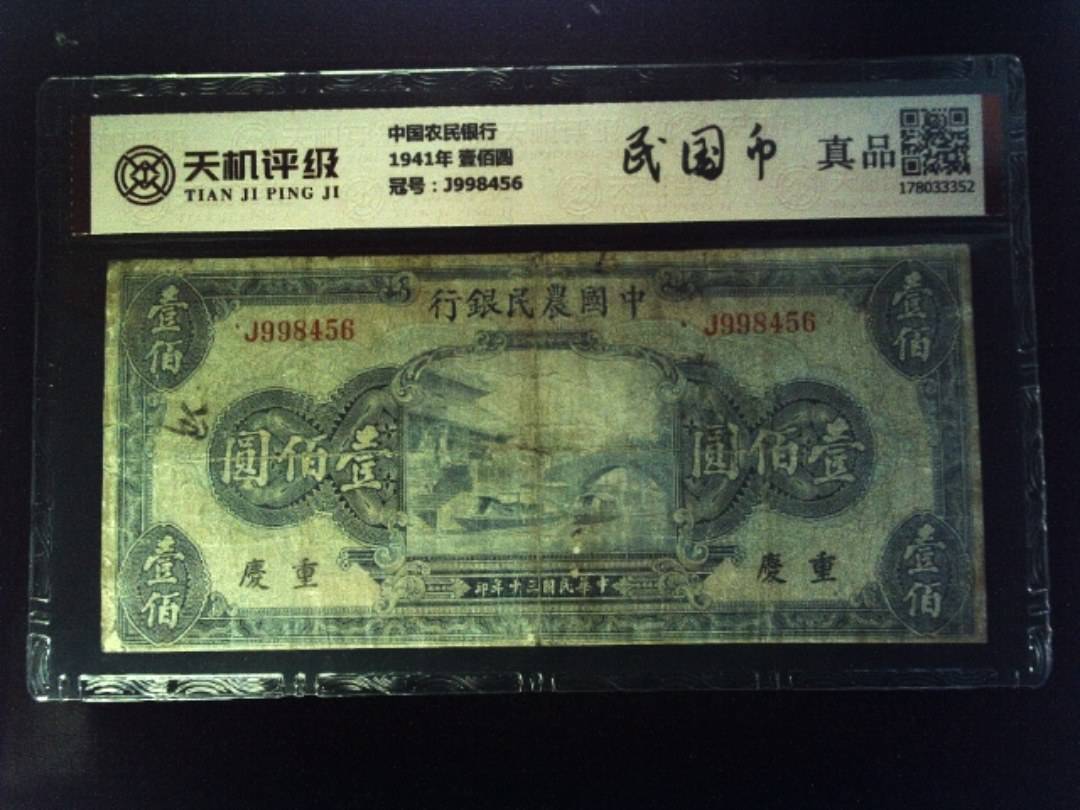 天机评级
TIAN JI PING JI
中国农民银行
1941年 壹佰圆
冠号：J998456
民国币
真品
178033352
行銀民農國中
J998456
J998456
壹佰
壹佰
圓佰壹
圓佰壹
慶重
慶重
壹佰
壹佰
印年十三國民華中